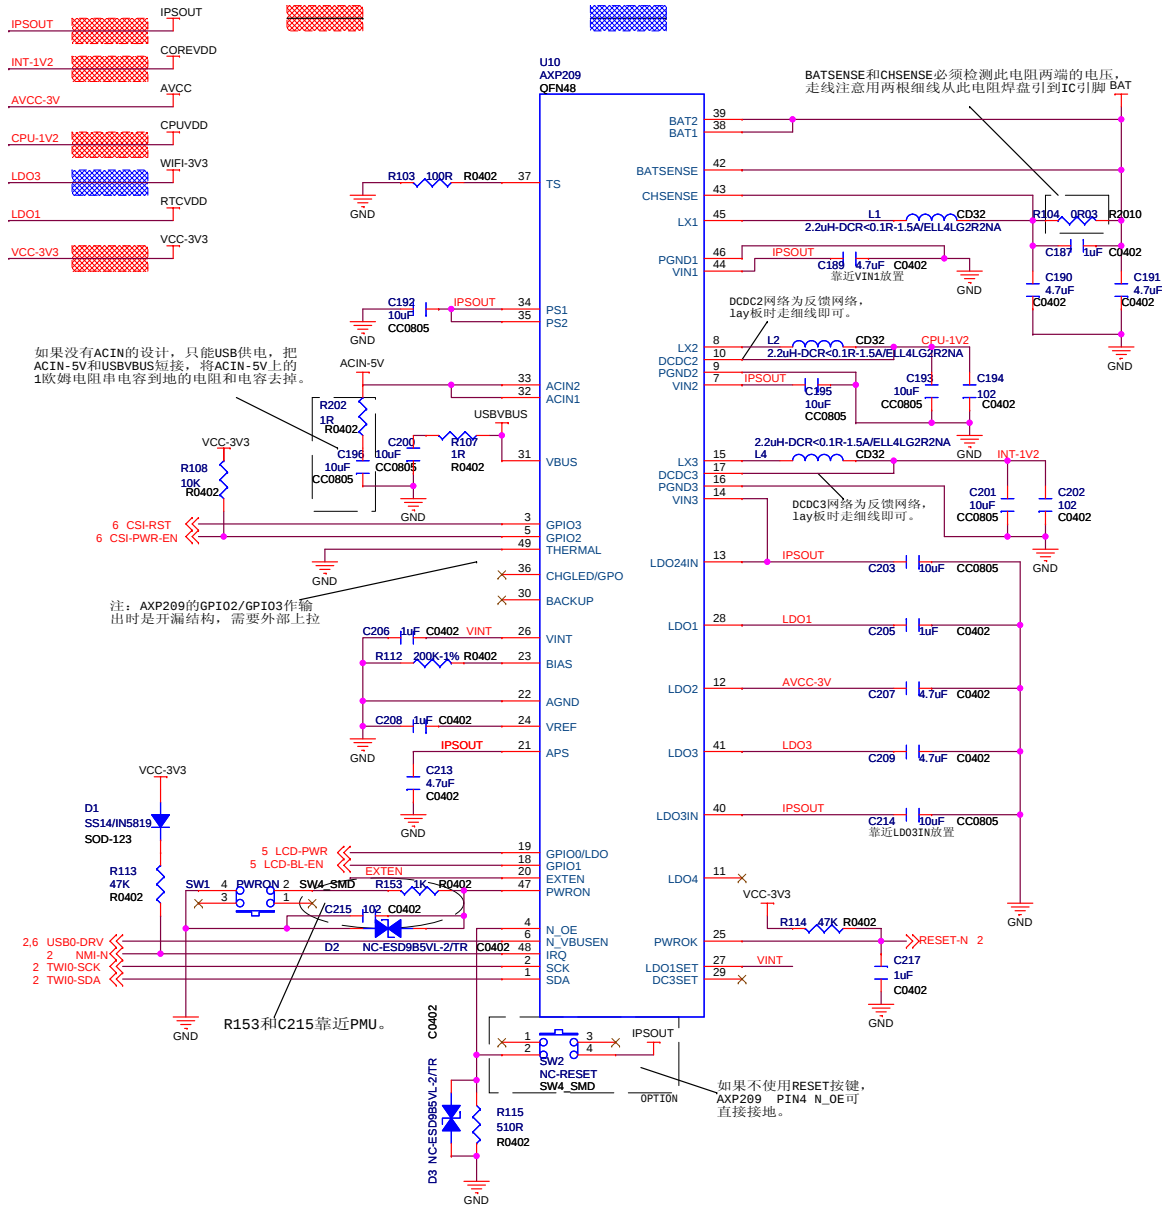 IPSOUT IPSOUT
INT-1V2 COREVDD
AVCC-3V AVCC
CPU-1V2 CPUVDD
LDO3 WIFI-3V3
LDO1 RTCVDD
VCC-3V3 VCC-3V3
U10
AXP209
QFN48
BATSENSE和CHSENSE必须检测此电阻两端的电压，
走线注意用两根细线从此电阻焊盘引到IC引脚
BAT
R103 100R R0402 37 TS
GND
C192 IPSOUT 34 PS1
10uF 35 PS2
CC0805
GND
如果没有ACIN的设计，只能USB供电，把
ACIN-5V和USBVBUS短接，将ACIN-5V上的
1欧姆电阻串电容到地的电阻和电容去掉。
ACIN-5V
33 ACIN2
32 ACIN1
R202
1R
R0402
USBVBUS
C196
10uF
CC0805
C200
10uF
CC0805
R107
1R
R0402
31 VBUS
GND
VCC-3V3
R108
10K
R0402
6 CSI-RST 3 GPIO3
6 CSI-PWR-EN 5 GPIO2
49 THERMAL
GND
36 CHGLED/GPO
30 BACKUP
注：AXP209的GPIO2/GPIO3作输
出时是开漏结构，需要外部上拉
C206 1uF C0402 VINT 26 VINT
R112 200K-1% R0402 23 BIAS
22 AGND
C208 1uF C0402 24 VREF
GND
IPSOUT 21 APS
C213
4.7uF
C0402
GND
VCC-3V3
D1
SS14/IN5819
SOD-123
R113
47K
R0402
5 LCD-PWR 19 GPIO0/LDO
5 LCD-BL-EN 18 GPIO1
EXTEN 20 EXTEN
SW1 4 PWRON 2 SW4_SMD R153 1K R0402 47 PWRON
3 1
C215 102 C0402
D2 NC-ESD9B5VL-2/TR C0402
4 N_OE
2,6 USB0-DRV 6 N_VBUSEN
2 NMI-N 48 IRQ
2 TWI0-SCK 2 SCK
2 TWI0-SDA 1 SDA
GND
R153和C215靠近PMU。
39 BAT2
38 BAT1
42 BATSENSE
43 CHSENSE
45 LX1 L1 CD32
2.2uH-DCR<0.1R-1.5A/ELL4LG2R2NA
R104 0R03 R2010
C187 1uF C0402
46 PGND1
44 VIN1 IPSOUT C189 4.7uF C0402
靠近VIN1放置
GND
C190
4.7uF
C0402
C191
4.7uF
C0402
GND
DCDC2网络为反馈网络，
lay板时走细线即可。
8 LX2 L2 CD32 CPU-1V2
10 DCDC2 2.2uH-DCR<0.1R-1.5A/ELL4LG2R2NA
9 PGND2
7 VIN2 IPSOUT
C195
10uF
CC0805
C193
10uF
CC0805
C194
102
C0402
GND
2.2uH-DCR<0.1R-1.5A/ELL4LG2R2NA
15 LX3 L4 CD32 INT-1V2
17 DCDC3
16 PGND3
14 VIN3
DCDC3网络为反馈网络，
lay板时走细线即可。
C201
10uF
CC0805
C202
102
C0402
GND
13 LDO24IN IPSOUT C203 10uF CC0805
28 LDO1 LDO1 C205 1uF C0402
12 LDO2 AVCC-3V C207 4.7uF C0402
41 LDO3 LDO3 C209 4.7uF C0402
40 LDO3IN IPSOUT C214 10uF CC0805
靠近LDO3IN放置
11 LDO4
GND
VCC-3V3
R114 47K R0402
25 PWROK RESET-N 2
27 LDO1SET VINT
29 DC3SET
C217
1uF
C0402
GND
1 3 IPSOUT
2 4
SW2
NC-RESET
SW4_SMD
OPTION
如果不使用RESET按键，
AXP209 PIN4 N_OE可
直接接地。
D3 NC-ESD9B5VL-2/TR C0402
R115
510R
R0402
GND